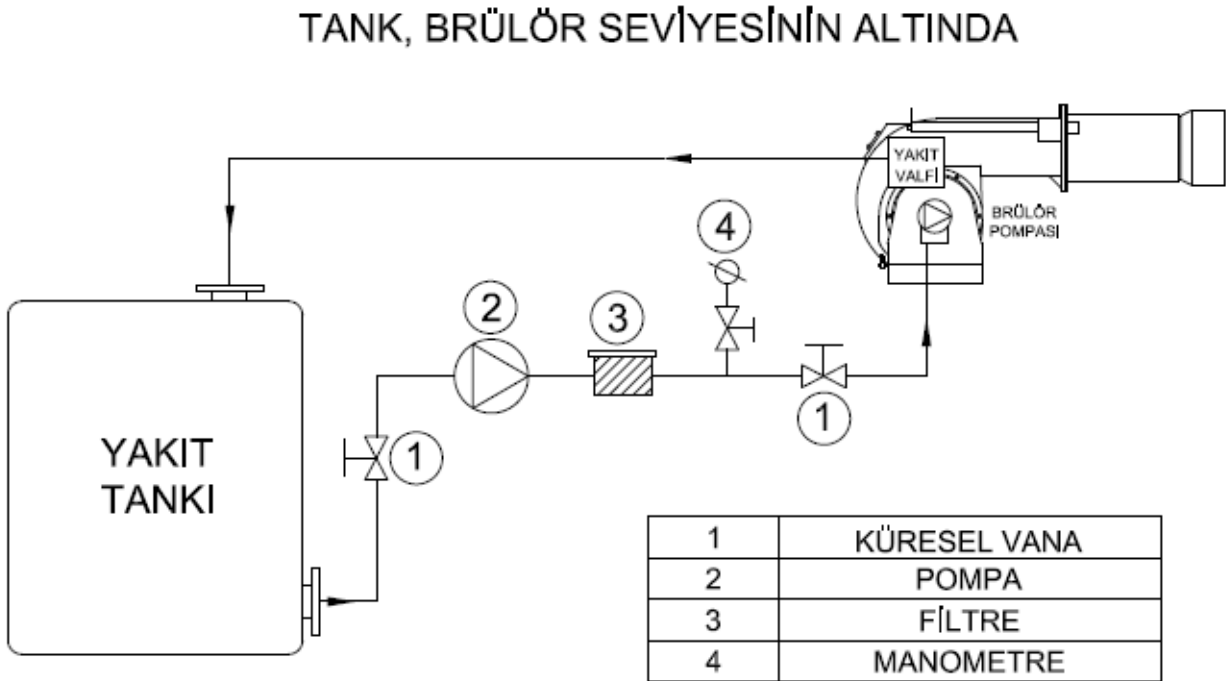 TANK, BRÜLÖR SEVİYESİNİN ALTINDA
YAKIT
VALFİ
BRÜLÖR
POMPASI
4
2
3
1
1
YAKIT
TANKI
1 KÜRESEL VANA
2 POMPA
3 FİLTRE
4 MANOMETRE